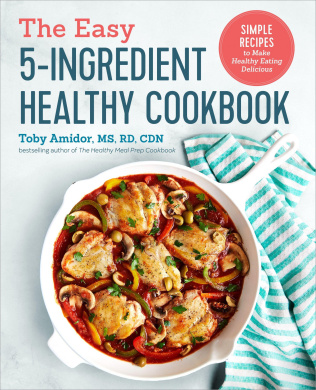 The Easy
5-INGREDIENT
HEALTHY COOKBOOK
SIMPLE
RECIPES
to Make
Healthy Eating
Delicious
Toby Amidor, MS, RD, CDN
bestselling author of The Healthy Meal Prep Cookbook